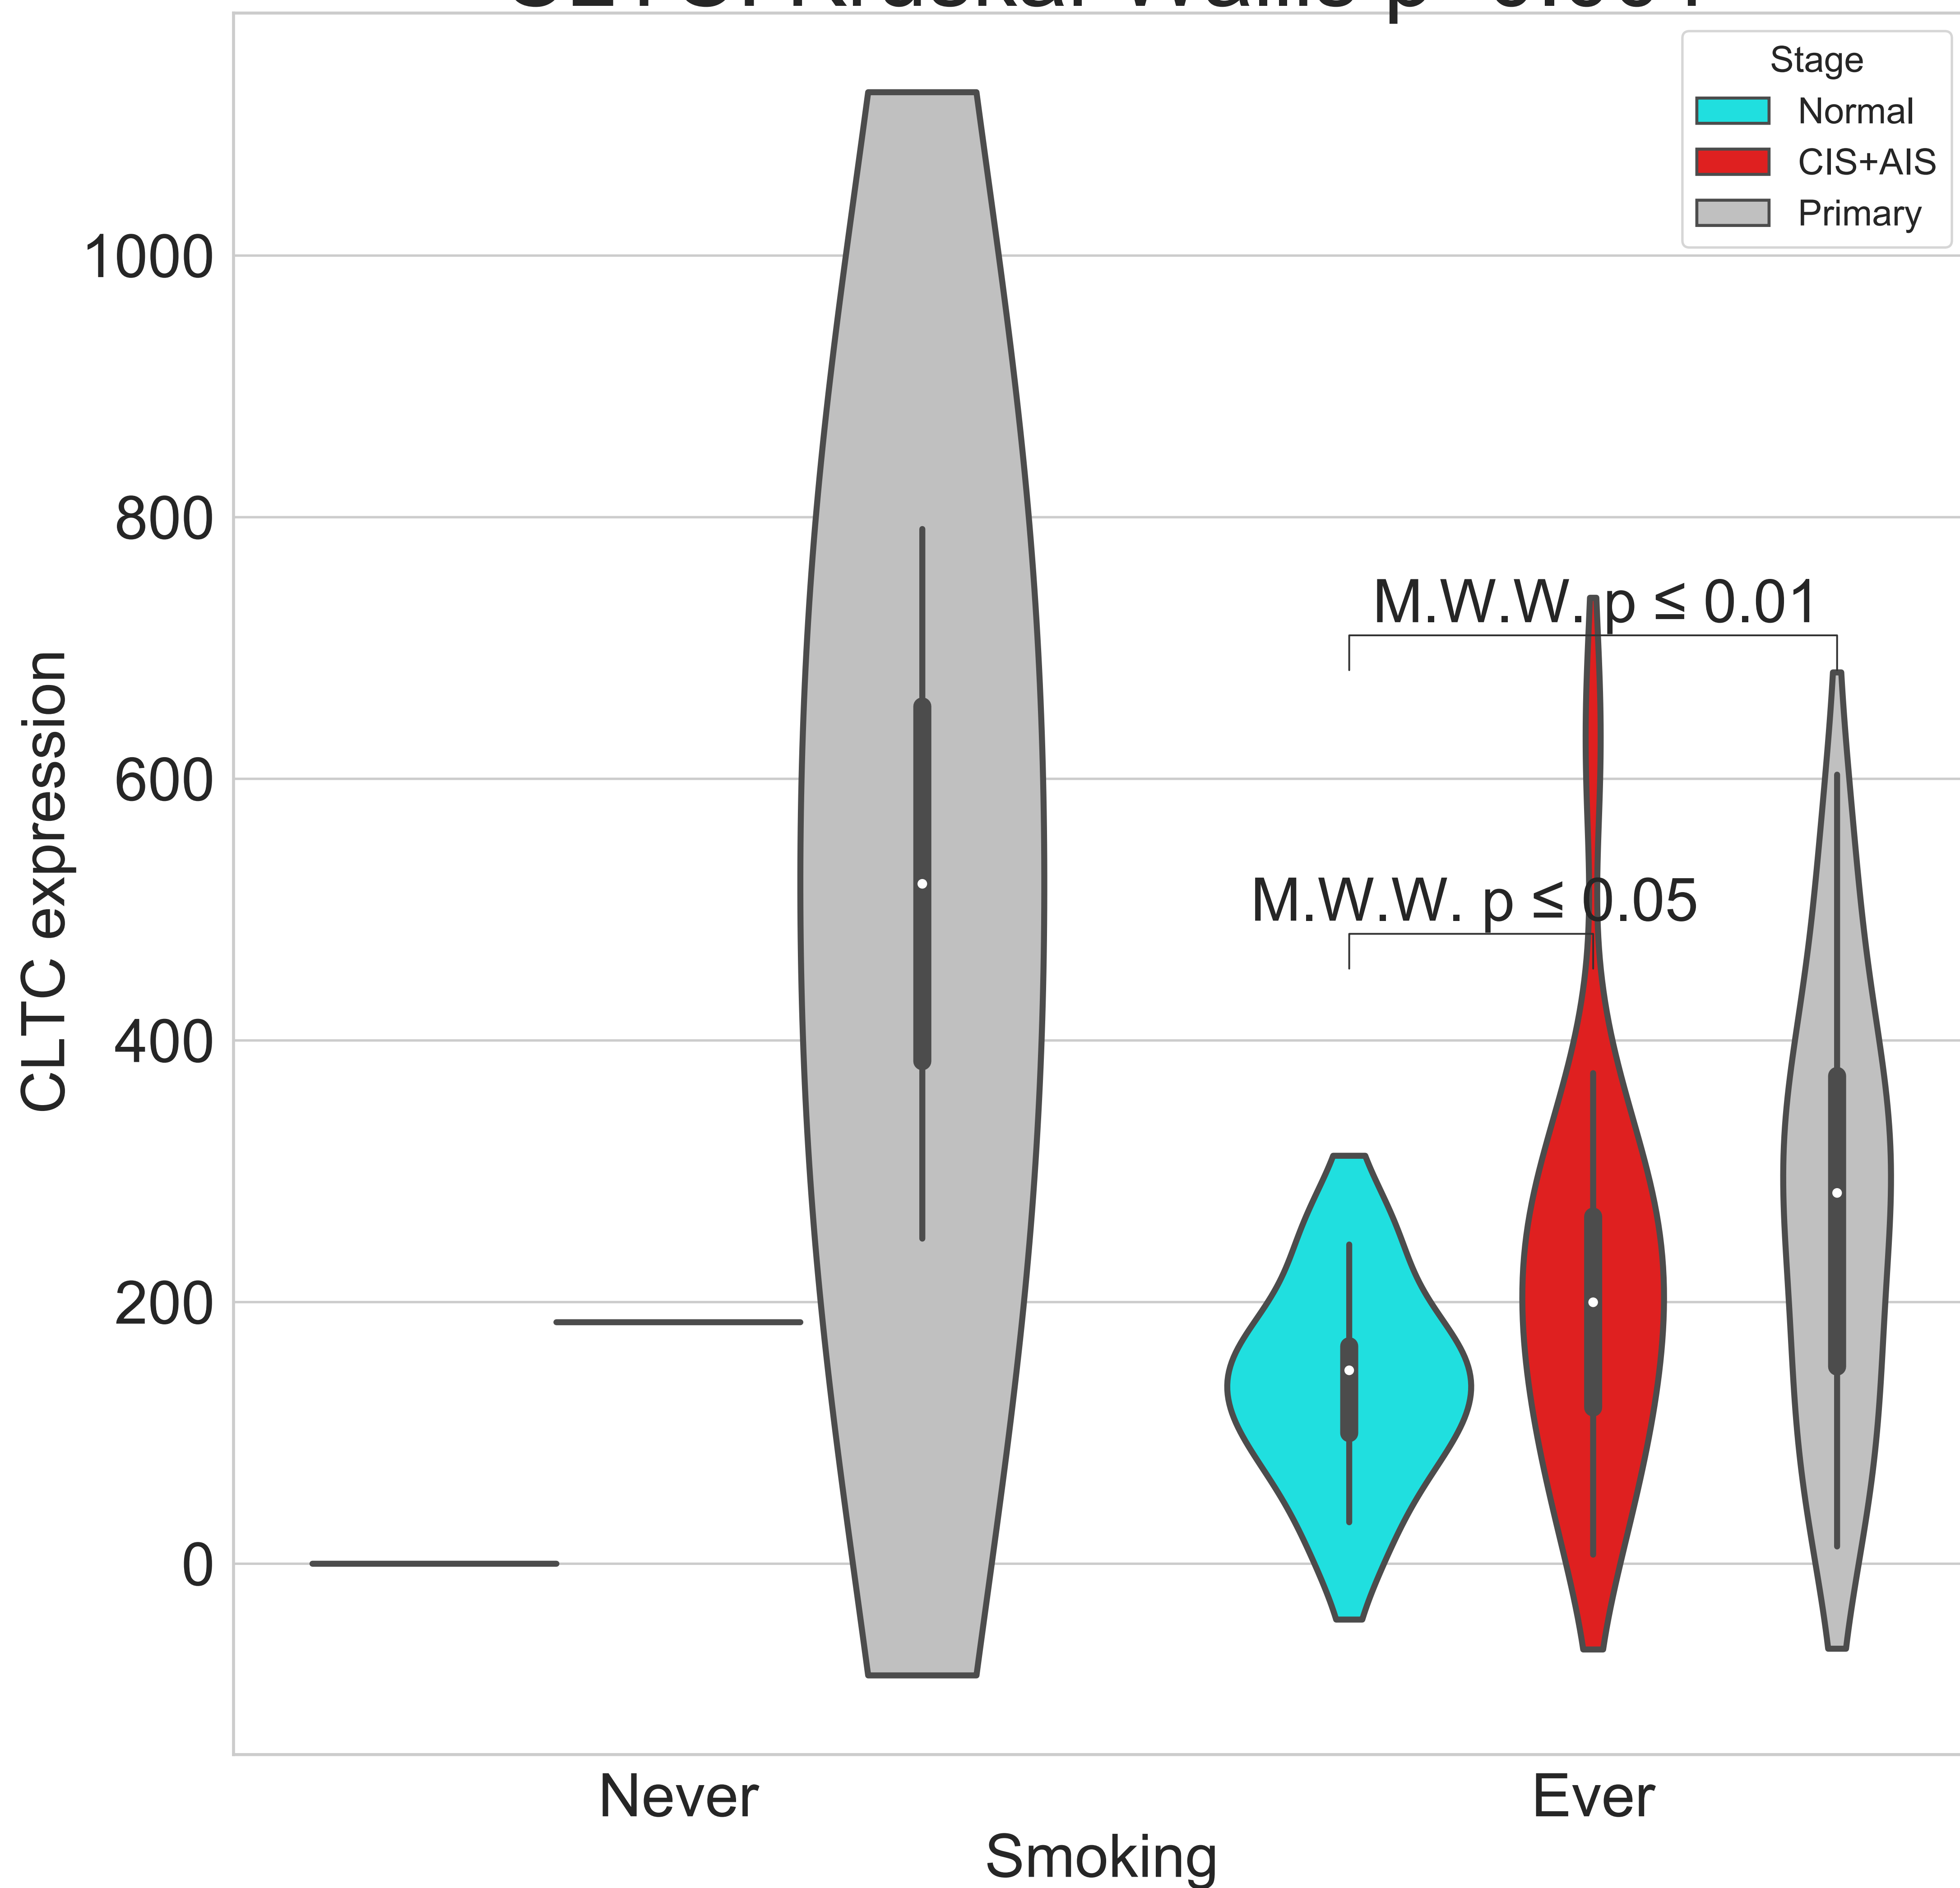 Stage
Normal
CIS+AIS
Primary
1000
800
600
400
200
0
CLTC expression
M.W.W. p ≤ 0.01
M.W.W. p ≤ 0.05
Never
Ever
Smoking